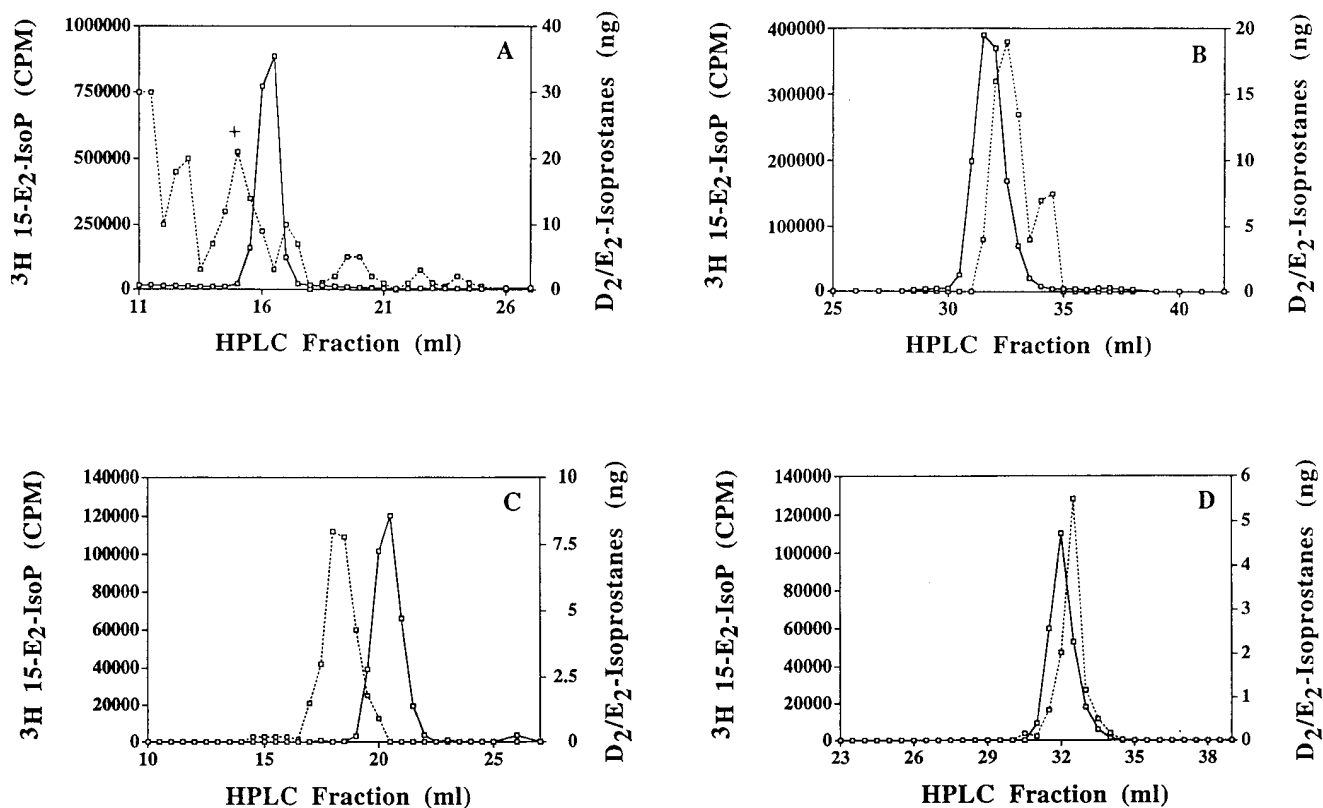 A
3H 15-E2-IsoP (CPM)
1000000
750000
500000
250000
0
40
30
20
10
0
D2/E2-Isoprostanes (ng)
+
11 16 21 26
HPLC Fraction (ml)
B
3H 15-E2-IsoP (CPM)
400000
300000
200000
100000
0
20
15
10
5
0
D2/E2-Isoprostanes (ng)
25 30 35 40
HPLC Fraction (ml)
C
3H 15-E2-IsoP (CPM)
140000
120000
100000
80000
60000
40000
20000
0
10
7.5
5
2.5
0
D2/E2-Isoprostanes (ng)
10 15 20 25
HPLC Fraction (ml)
D
3H 15-E2-IsoP (CPM)
140000
120000
100000
80000
60000
40000
20000
0
6
5
4
3
2
1
0
D2/E2-Isoprostanes (ng)
23 26 29 32 35 38
HPLC Fraction (ml)